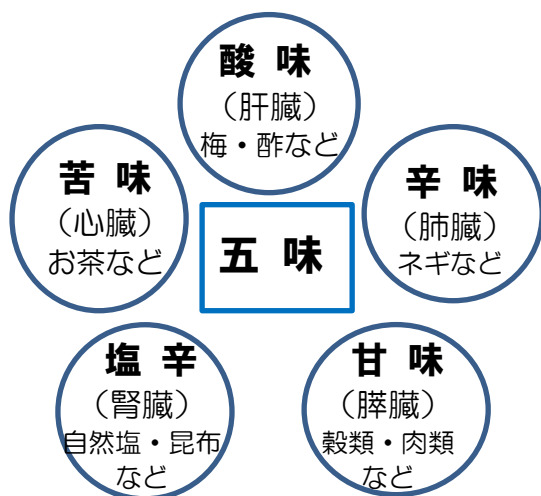 酸 味
（肝臓）
梅・酢など
苦 味
（心臓）
お茶など
五 味
辛 味
（肺臓）
ネギなど
塩 辛
（腎臓）
自然塩・昆布
など
甘 味
（膵臓）
穀類・肉類
など